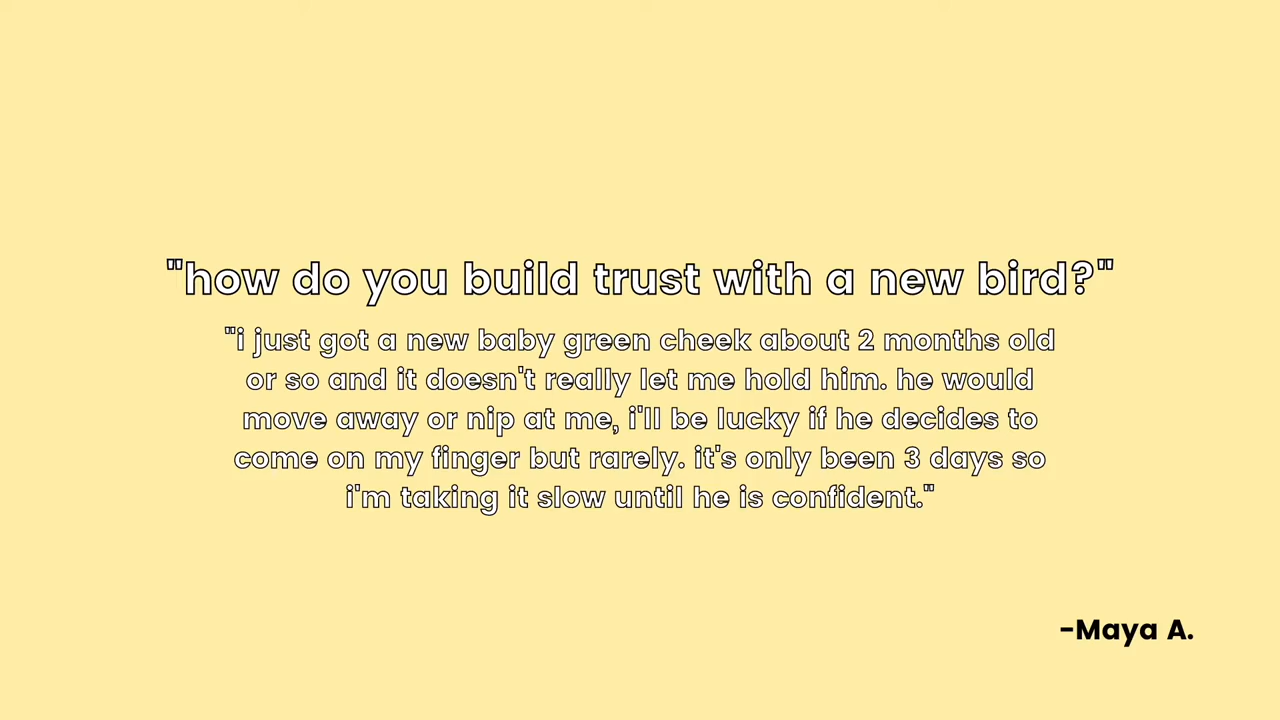 "how do you build trust with a new bird?"
"i just got a new baby green cheek about 2 months old
or so and it doesn't really let me hold him. he would
move away or nip at me, i'll be lucky if he decides to
come on my finger but rarely. it's only been 3 days so
i'm taking it slow until he is confident."
-Maya A.